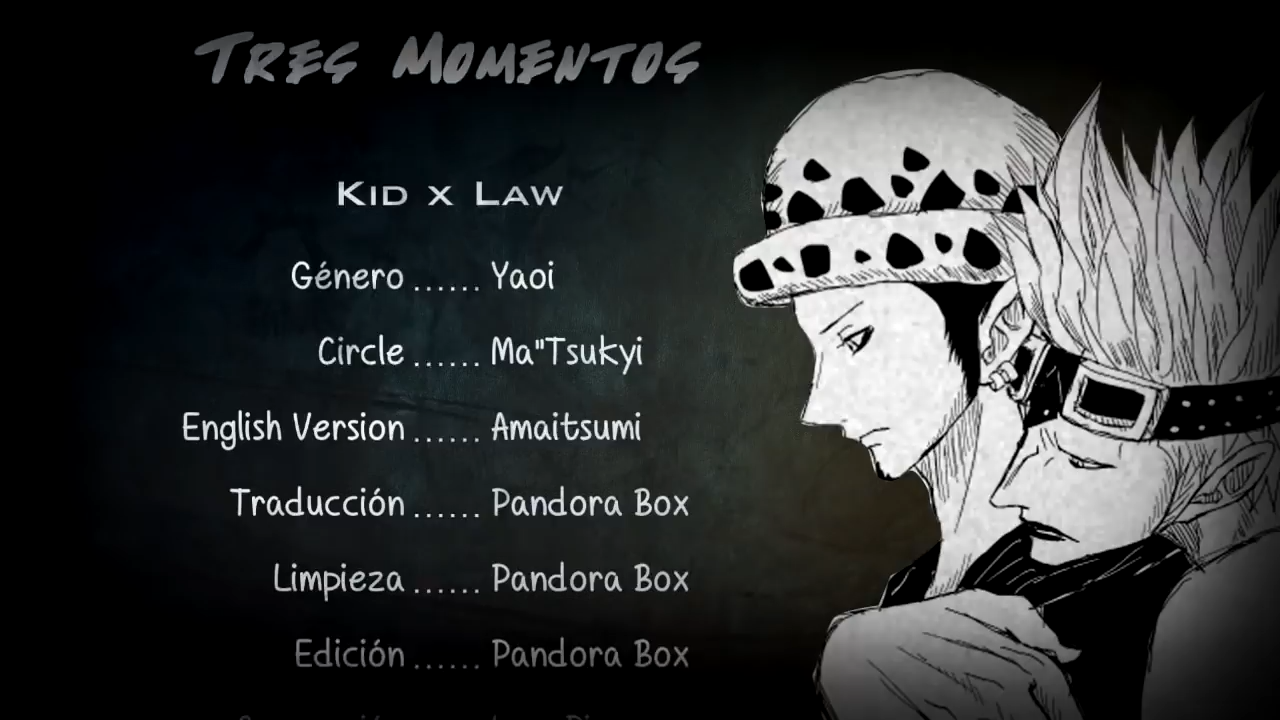 Tres Momentos
Kid x Law
Género ...... Yaoi
Circle ...... Ma"Tsukyi
English Version ...... Amaitsumi
Traducción ...... Pandora Box
Limpieza ...... Pandora Box
Edición ...... Pandora Box